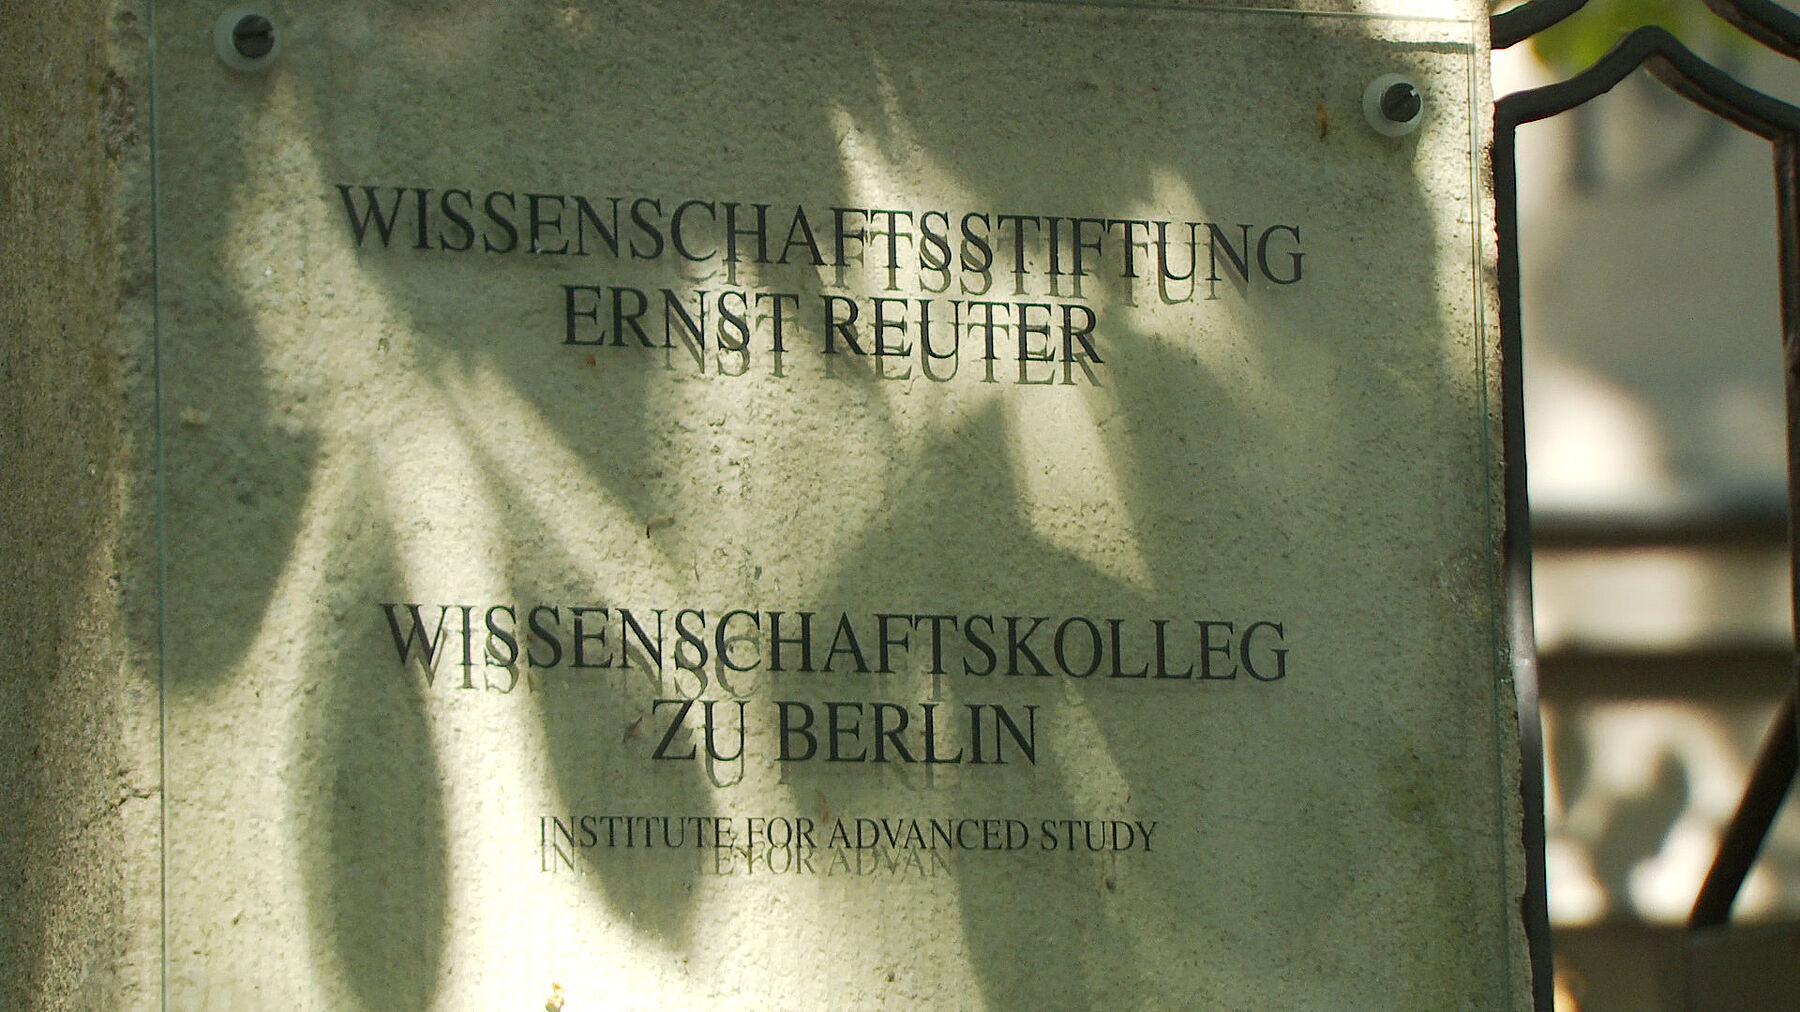 WISSENSCHAFTSSTIFTUNG
ERNST REUTER
WISSENSCHAFTSKOLLEG
ZU BERLIN
INSTITUTE FOR ADVANCED STUDY